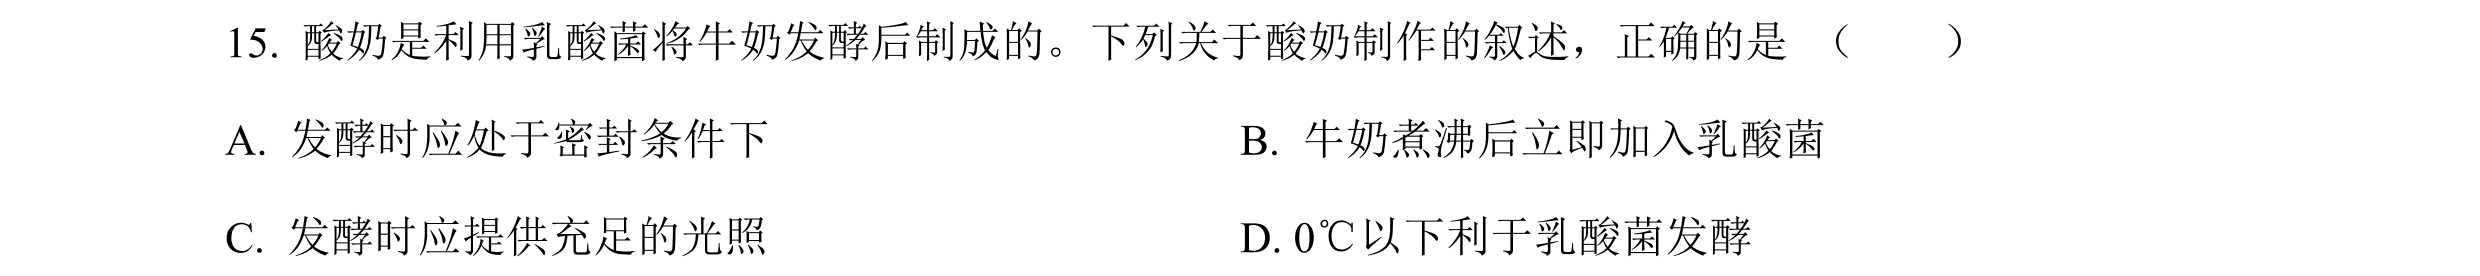 15. 酸奶是利用乳酸菌将牛奶发酵后制成的。下列关于酸奶制作的叙述，正确的是 （　　）
A. 发酵时应处于密封条件下 B. 牛奶煮沸后立即加入乳酸菌
C. 发酵时应提供充足的光照 D. 0℃以下利于乳酸菌发酵